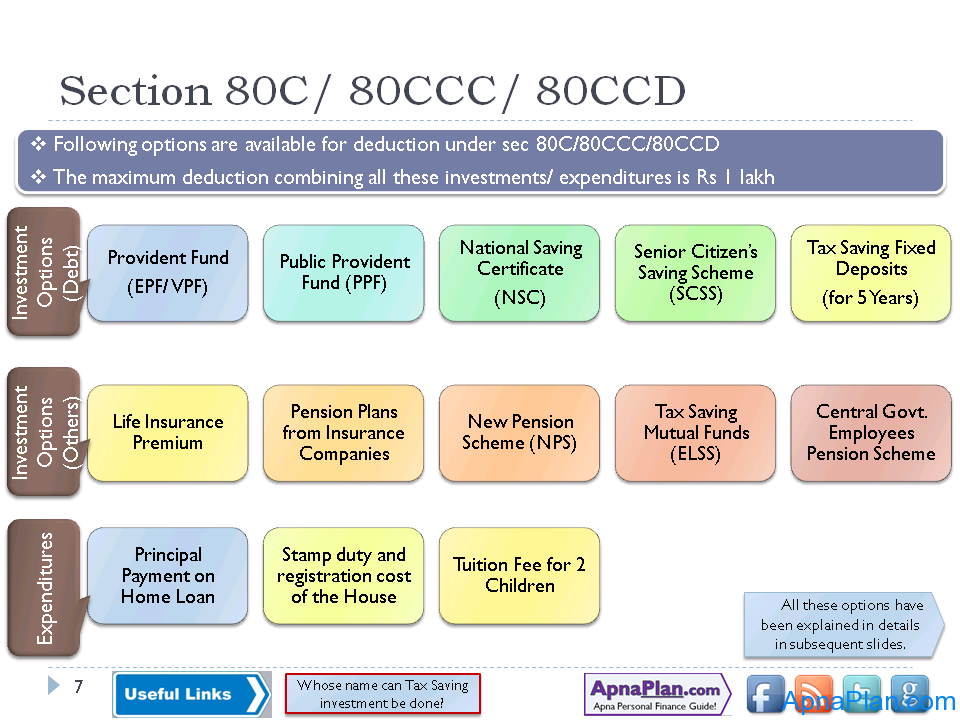 Section 80C/ 80CCC/ 80CCD
Following options are available for deduction under sec 80C/80CCC/80CCD
The maximum deduction combining all these investments/ expenditures is Rs 1 lakh
Investment
Options
(Debt)
Provident Fund
(EPF/ VPF)
Public Provident
Fund (PPF)
National Saving
Certificate
(NSC)
Senior Citizen's
Saving Scheme
(SCSS)
Tax Saving Fixed
Deposits
(for 5 Years)
Investment
Options
(Others)
Life Insurance
Premium
Pension Plans
from Insurance
Companies
New Pension
Scheme (NPS)
Tax Saving
Mutual Funds
(ELSS)
Central Govt.
Employees
Pension Scheme
Expenditures
Principal
Payment on
Home Loan
Stamp duty and
registration cost
of the House
Tuition Fee for 2
Children
All these options have
been explained in details
in subsequent slides.
7
Useful Links
Whose name can Tax Saving
investment be done?
ApnaPlan.com
Apna Personal Finance Guide!
f
t
g
ApnaPlan.com